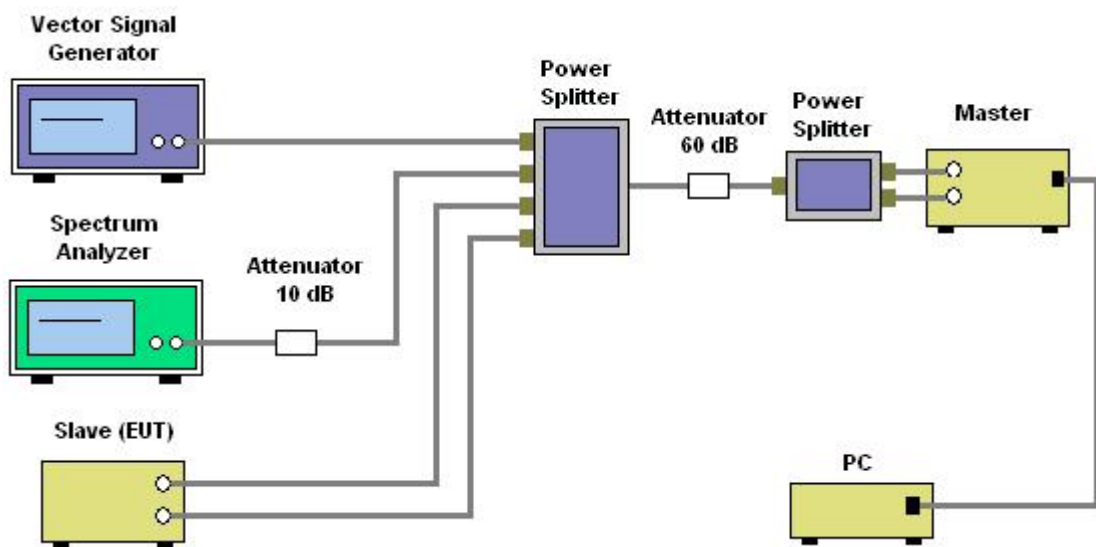 Vector Signal
Generator
Power
Splitter
Attenuator
60 dB
Power
Splitter
Master
Spectrum
Analyzer
Attenuator
10 dB
Slave (EUT)
PC